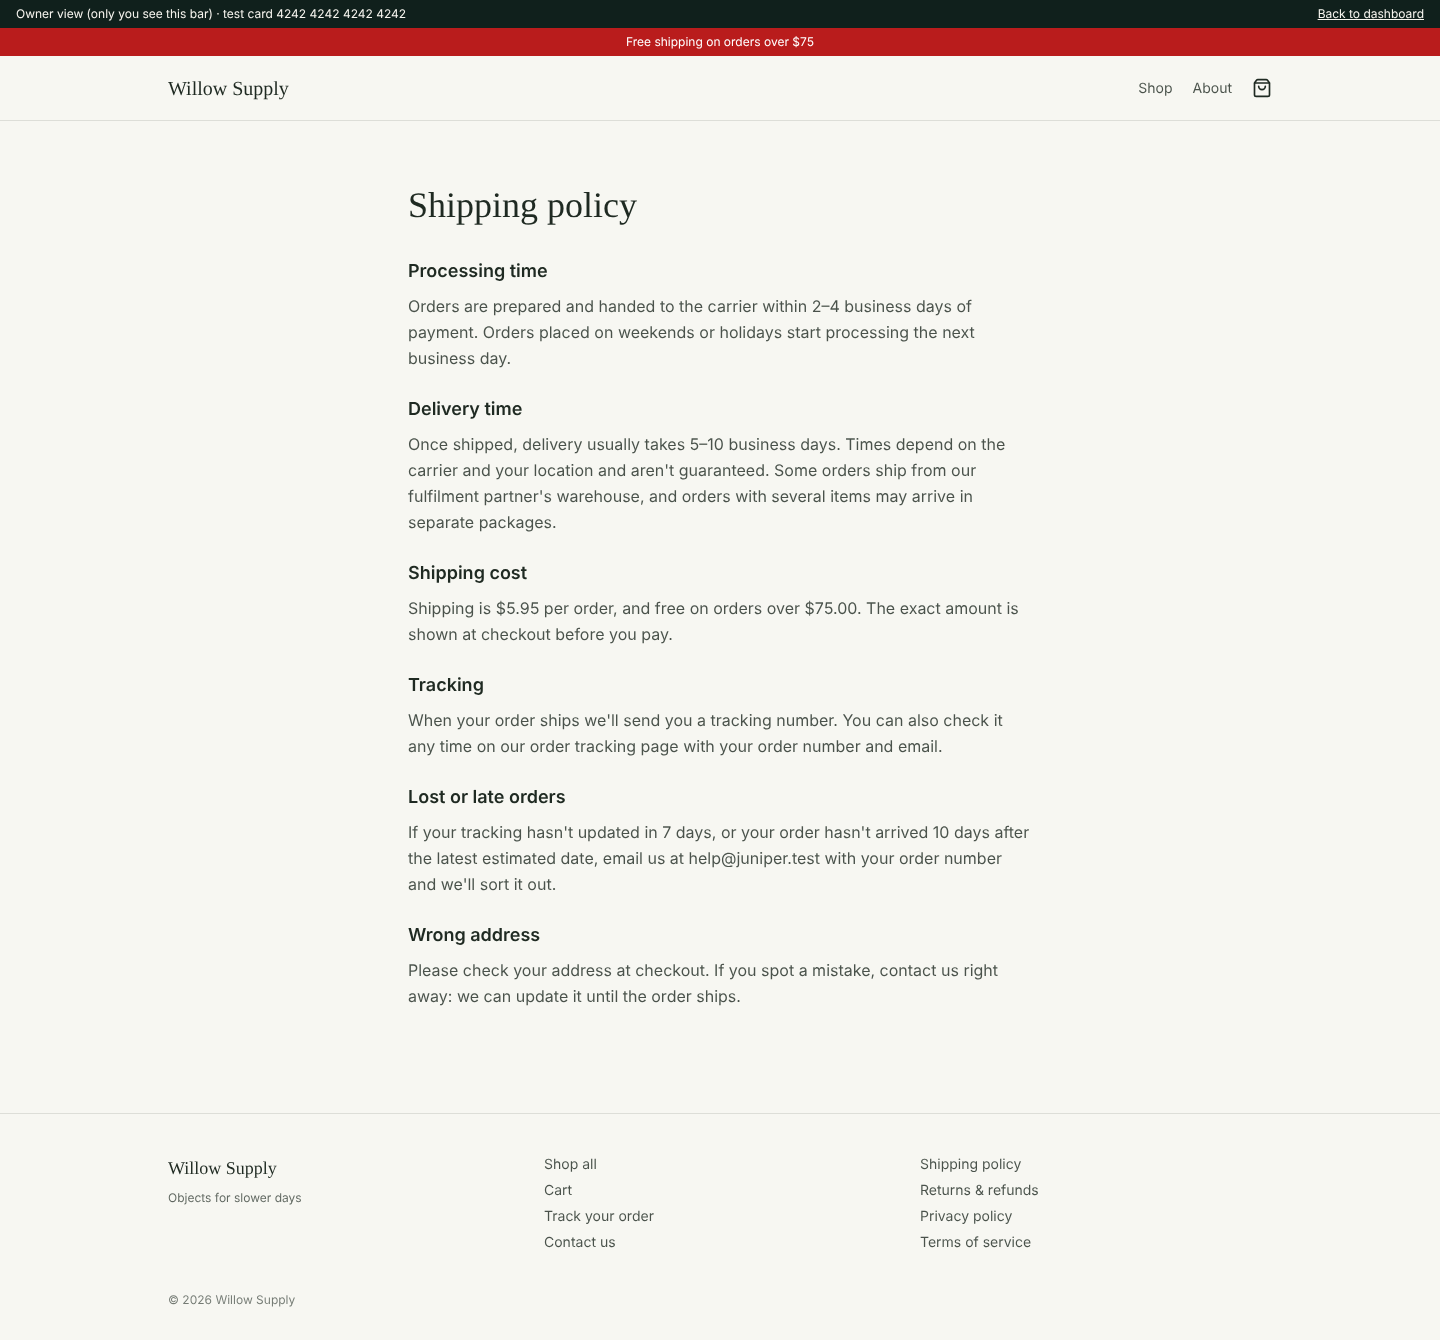 Owner view (only you see this bar) · test card 4242 4242 4242 4242
Back to dashboard
Free shipping on orders over $75
Willow Supply
Shop
About
Shipping policy
Processing time
Orders are prepared and handed to the carrier within 2–4 business days of
payment. Orders placed on weekends or holidays start processing the next
business day.
Delivery time
Once shipped, delivery usually takes 5–10 business days. Times depend on the
carrier and your location and aren't guaranteed. Some orders ship from our
fulfilment partner's warehouse, and orders with several items may arrive in
separate packages.
Shipping cost
Shipping is $5.95 per order, and free on orders over $75.00. The exact amount is
shown at checkout before you pay.
Tracking
When your order ships we'll send you a tracking number. You can also check it
any time on our order tracking page with your order number and email.
Lost or late orders
If your tracking hasn't updated in 7 days, or your order hasn't arrived 10 days after
the latest estimated date, email us at help@juniper.test with your order number
and we'll sort it out.
Wrong address
Please check your address at checkout. If you spot a mistake, contact us right
away: we can update it until the order ships.
Willow Supply
Objects for slower days
Shop all
Cart
Track your order
Contact us
Shipping policy
Returns & refunds
Privacy policy
Terms of service
© 2026 Willow Supply